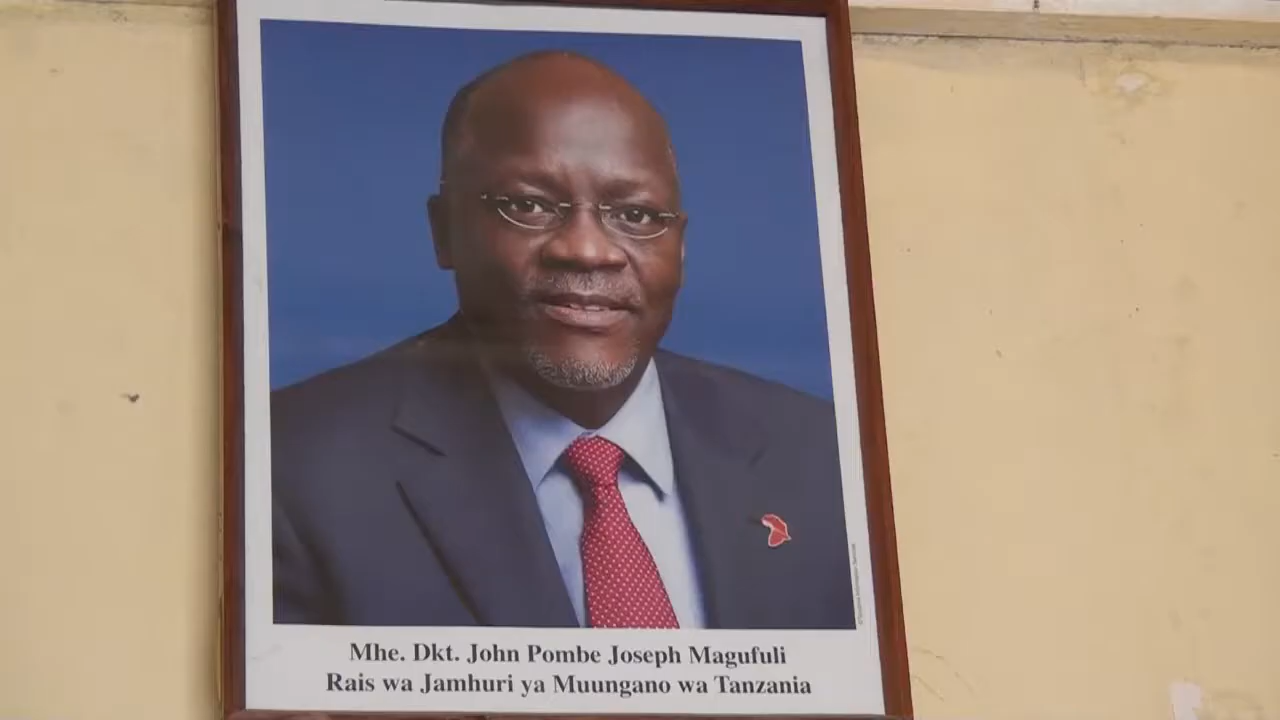 Mhe. Dkt. John Pombe Joseph Magufuli
Rais wa Jamhuri ya Muungano wa Tanzania